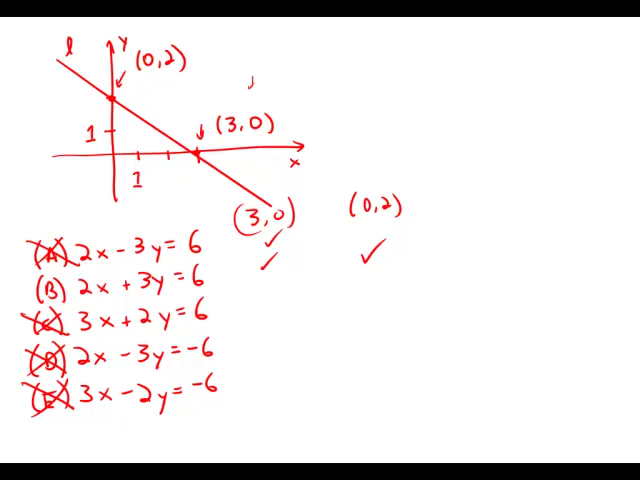 l
y
(0,2)
(3,0)
1
x
1
(3,0)
(0,2)
(A) 2x - 3y = 6
(B) 2x + 3y = 6
(C) 3x + 2y = 6
(D) 2x - 3y = -6
(E) 3x - 2y = -6